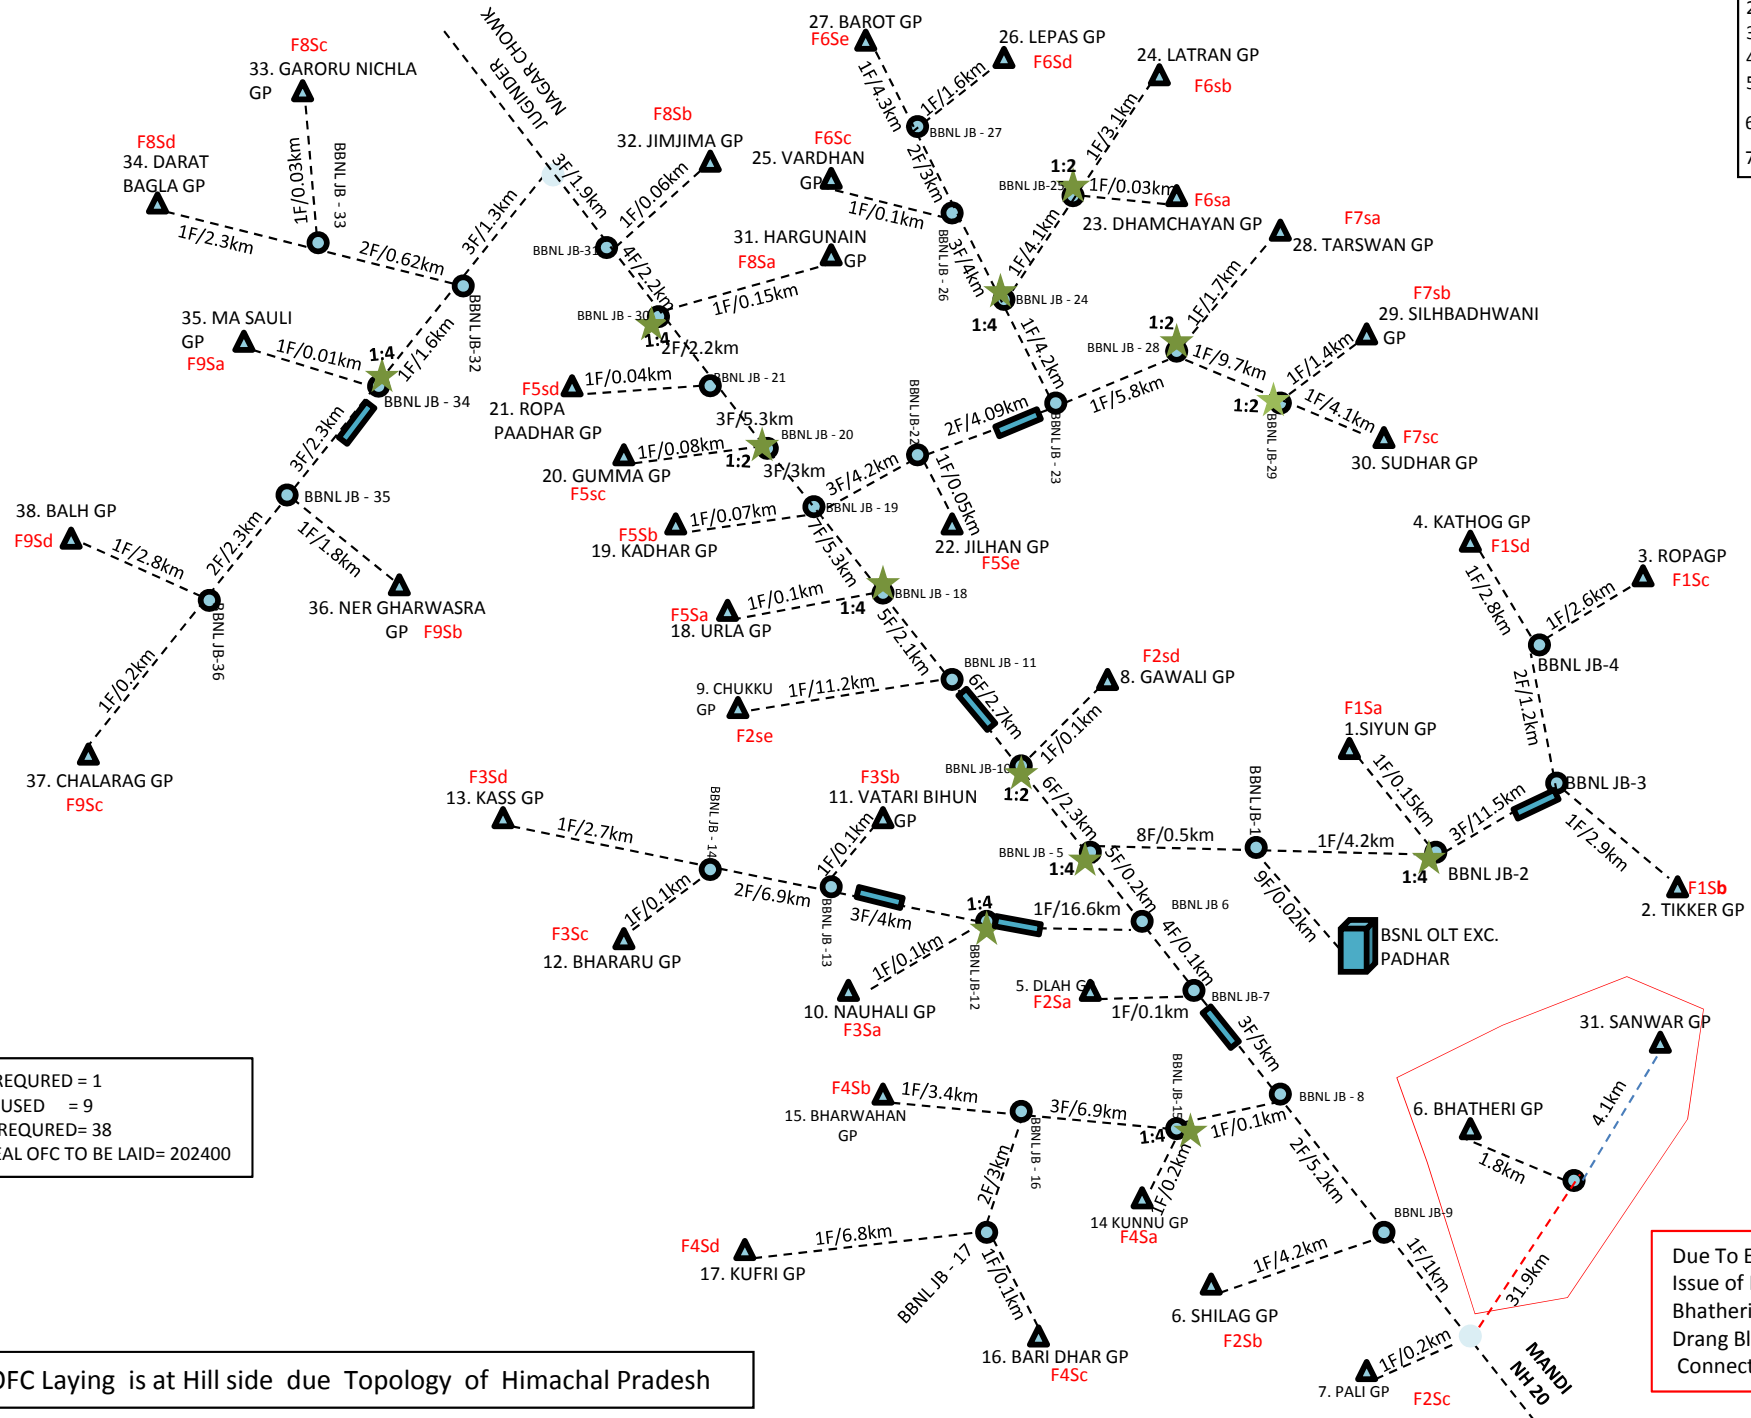 27. BAROT GP
F6Se
26. LEPAS GP
F6Sd
24. LATRAN GP
F6sb
F8Sc
33. GARORU NICHLA
GP
JUGINDER
NAGAR CHOWK
F8Sb
32. JIMJIMA GP
F6Sc
25. VARDHAN
GP
F8Sd
34. DARAT
BAGLA GP
BBNL JB - 33
1F/0.03km
1F/2.3km
2F/0.62km
3F/1.3km
3F/1.9km
1F/0.06km
BBNL JB-31
4F/2.2km
31. HARGUNAIN
GP
F8Sa
1F/0.15km
BBNL JB - 30
1:4
2F/2.2km
1F/4.3km
1F/1.6km
BBNL JB - 27
2F/3km
1F/0.1km
BBNL JB - 26
3F/4km
1F/3.1km
1:2
BBNL JB-25
1F/0.03km
F6sa
23. DHAMCHAYAN GP
1F/4.1km
BBNL JB - 24
1:4
1F/4.2km
F7sa
28. TARSWAN GP
1F/1.7km
1:2
BBNL JB - 28
F7sb
29. SILHBADHWANI
GP
1F/9.7km
1F/1.4km
1:2
1F/4.1km
BBNL JB-29
F7sc
30. SUDHAR GP
1F/5.8km
BBNL JB - 23
2F/4.09km
BBNL JB-22
3F/4.2km
1F/0.05km
22. JILHAN GP
F5Se
35. MA SAULI
GP
F9Sa
1F/0.01km
1:4
1F/1.6km
BBNL JB-32
BBNL JB - 34
3F/2.3km
BBNL JB - 35
38. BALH GP
F9Sd
1F/2.8km
2F/2.3km
1F/1.8km
BBNL JB-36
36. NER GHARWASRA
GP
F9Sb
1F/0.2km
37. CHALARAG GP
F9Sc
F5sd
1F/0.04km
BBNL JB - 21
21. ROPA
PAADHAR GP
3F/5.3km
BBNL JB - 20
1F/0.08km
1:2
20. GUMMA GP
F5sc
3F/3km
1F/0.07km
F5Sb
BBNL JB - 19
19. KADHAR GP
7F/5.3km
F5Sa
1F/0.1km
BBNL JB - 18
1:4
18. URLA GP
5F/2.1km
BBNL JB - 11
9. CHUKKU
GP
1F/11.2km
F2se
6F/2.7km
F2sd
8. GAWALI GP
1F/0.1km
BBNL JB-10
1:2
6F/2.3km
4. KATHOG GP
F1Sd
3. ROPAGP
F1Sc
1F/2.8km
1F/2.6km
BBNL JB-4
2F/1.2km
F1Sa
1.SIYUN GP
1F/0.15km
BBNL JB-3
3F/11.5km
1F/2.9km
F1Sb
2. TIKKER GP
BBNL JB-1
8F/0.5km
1F/4.2km
1:4
BBNL JB-2
9F/0.02km
BSNL OLT EXC.
PADHAR
BBNL JB - 5
1:4
5F/0.2km
F3Sd
13. KASS GP
1F/2.7km
BBNL JB - 14
F3Sb
11. VATARI BIHUN
GP
1F/0.1km
2F/6.9km
1F/0.1km
BBNL JB -13
3F/4km
1:4
1F/16.6km
BBNL JB 6
F3Sc
12. BHARARU GP
1F/0.1km
BBNL JB-12
10. NAUHALI GP
F3Sa
4F/0.1km
5. DLAH G
F2Sa
1F/0.1km
BBNL JB-7
3F/5km
BBNL JB-15
BBNL JB - 8
F4Sb
1F/3.4km
15. BHARWAHAN
GP
3F/6.9km
1:4
1F/0.1km
BBNL JB - 16
1F/0.2km
14 KUNNU GP
F4Sa
2F/3km
2F/5.2km
BBNL JB-9
F4Sd
1F/6.8km
17. KUFRI GP
BBNL JB - 17
1F/0.1km
16. BARI DHAR GP
F4Sc
1F/4.2km
6. SHILAG GP
F2Sb
1F/1km
1F/0.2km
7. PALI GP
F2Sc
MANDI
NH 20
31. SANWAR GP
4.1km
6. BHATHERI GP
1.8km
31.9km
REQURED = 1
USED = 9
REQURED= 38
EAL OFC TO BE LAID= 202400
OFC Laying is at Hill side due Topology of Himachal Pradesh
Due To
Issue of
Bhatheri
Drang Bl
Connect
3
4
5
6
7